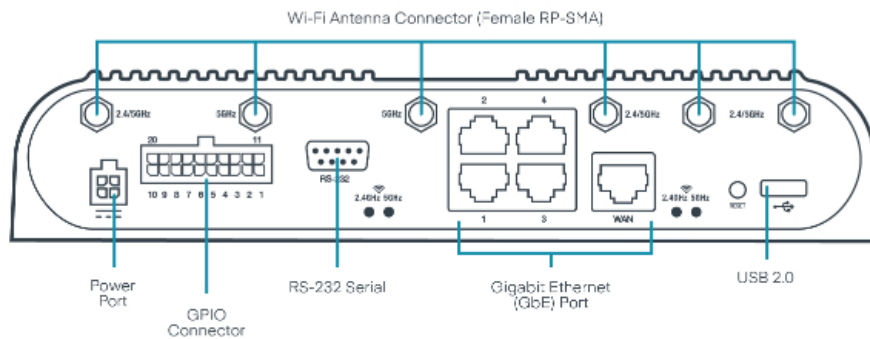 Wi-Fi Antenna Connector (Female RP-SMA)
2.4/5GHz
5GHz
5GHz
2.4/5GHz
2.4/5GHz
2 4
20 11
RS-232
10 9 8 7 6 5 4 3 2 1
2.4GHz 5GHz
1 3
WAN
2.4GHz 5GHz
RESET
Power
Port
GPIO
Connector
RS-232 Serial
Gigabit Ethernet
(GbE) Port
USB 2.0